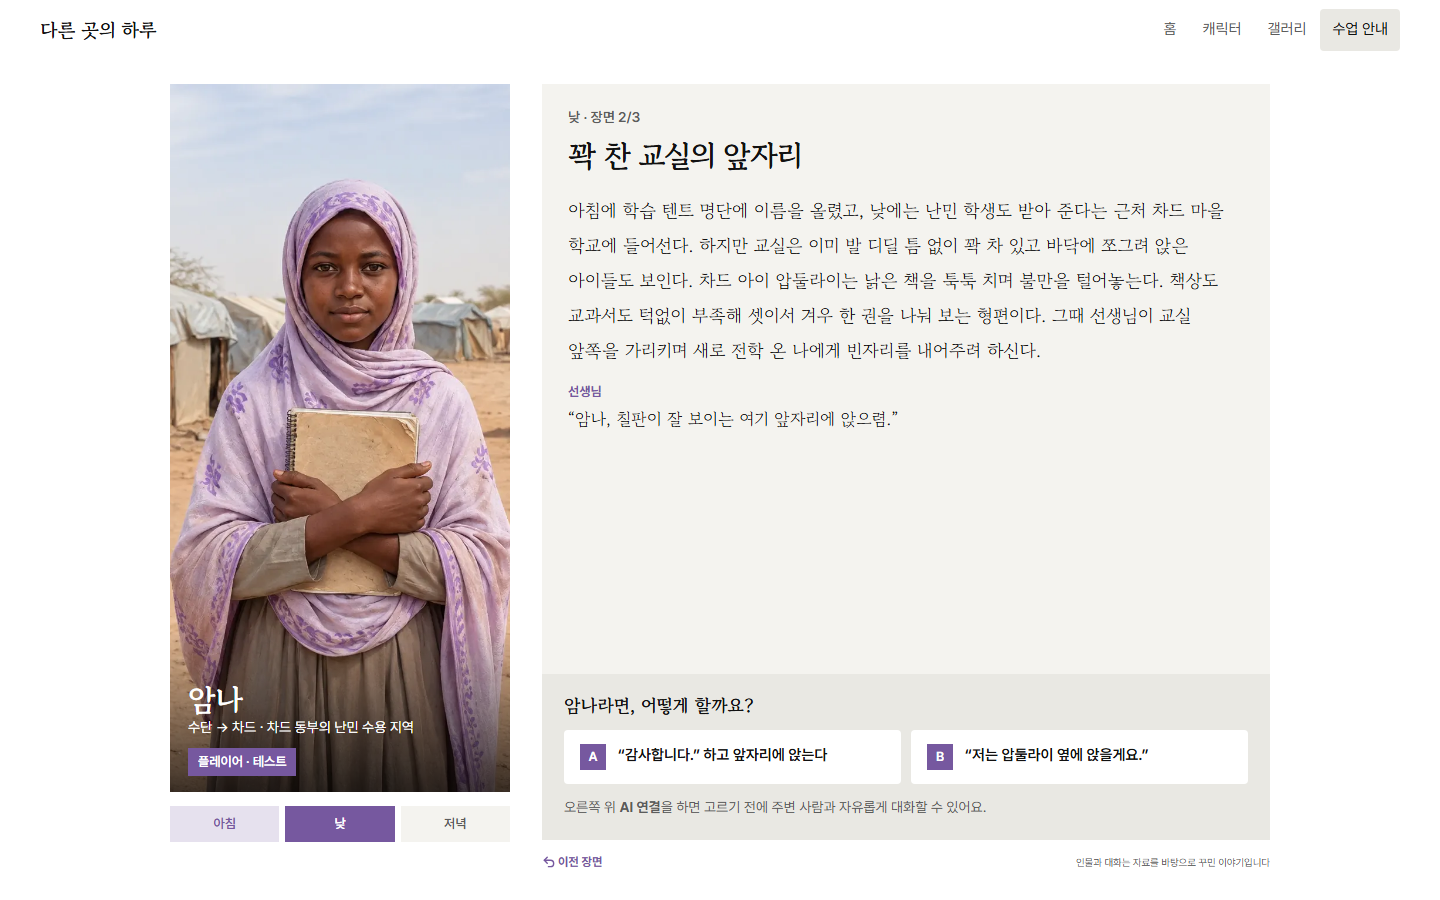 다른 곳의 하루
홈
캐릭터
갤러리
수업 안내
암나
수단 → 차드 · 차드 동부의 난민 수용 지역
플레이어 · 테스트
아침
낮
저녁
낮 · 장면 2/3
꽉 찬 교실의 앞자리
아침에 학습 텐트 명단에 이름을 올렸고, 낮에는 난민 학생도 받아 준다는 근처 차드 마을
학교에 들어선다. 하지만 교실은 이미 발 디딜 틈 없이 꽉 차 있고 바닥에 쪼그려 앉은
아이들도 보인다. 차드 아이 압둘라이는 낡은 책을 툭툭 치며 불만을 털어놓는다. 책상도
교과서도 턱없이 부족해 셋이서 겨우 한 권을 나눠 보는 형편이다. 그때 선생님이 교실
앞쪽을 가리키며 새로 전학 온 나에게 빈자리를 내어주려 하신다.
선생님
“암나, 칠판이 잘 보이는 여기 앞자리에 앉으렴.”
암나라면, 어떻게 할까요?
A “감사합니다.” 하고 앞자리에 앉는다
B “저는 압둘라이 옆에 앉을게요.”
오른쪽 위 AI 연결을 하면 고르기 전에 주변 사람과 자유롭게 대화할 수 있어요.
이전 장면
인물과 대화는 자료를 바탕으로 꾸민 이야기입니다